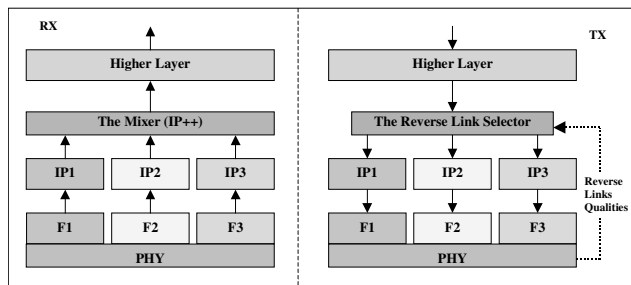 RX
Higher Layer
The Mixer (IP++)
IP1 IP2 IP3
F1 F2 F3
PHY
TX
Higher Layer
The Reverse Link Selector
IP1 IP2 IP3
F1 F2 F3
PHY
Reverse
Links
Qualities